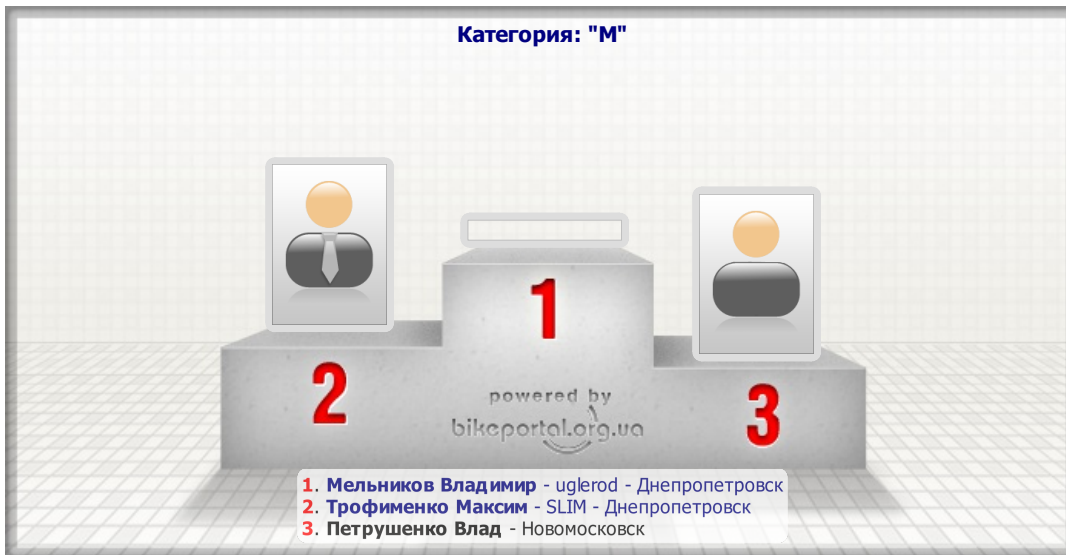 Категория: "М"
1
2
3
powered by
bikeportal.org.ua
1. Мельников Владимир - uglerod - Днепропетровск
2. Трофименко Максим - SLIM - Днепропетровск
3. Петрушенко Влад - Новомосковск